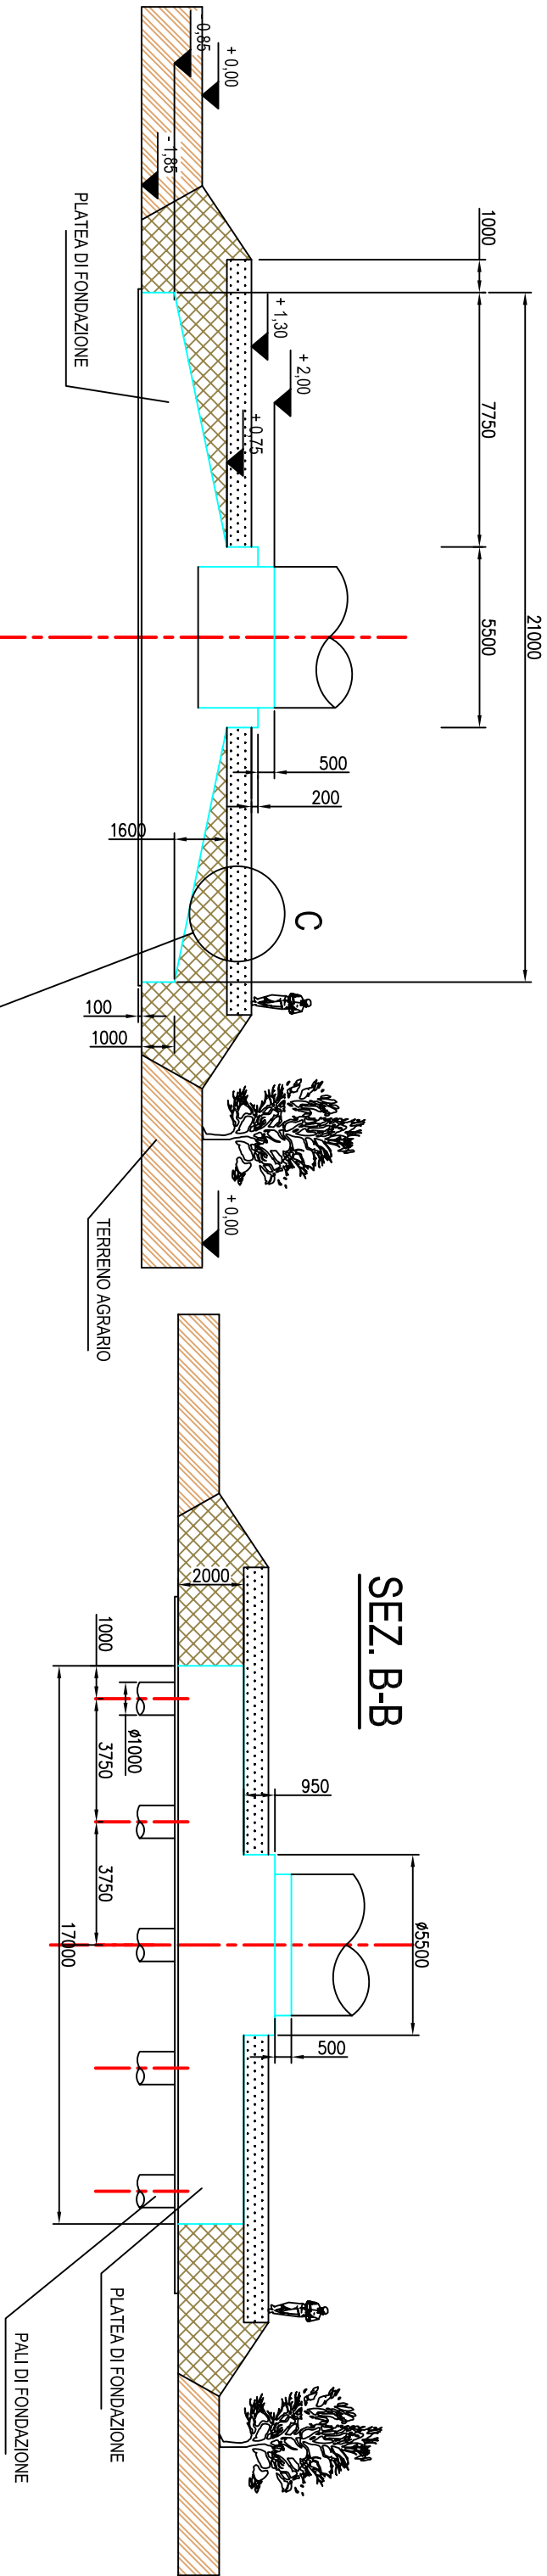 21000
1000
7750
5500
+ 2,00
+ 1,30
+ 0,75
+ 0,00
- 0,85
- 1,85
PLATEA DI FONDAZIONE
500
200
1600
C
100
1000
+ 0,00
TERRENO AGRARIO
SEZ. B-B
ø5500
500
950
2000
1000
ø1000
3750
3750
17000
PLATEA DI FONDAZIONE
PALI DI FONDAZIONE